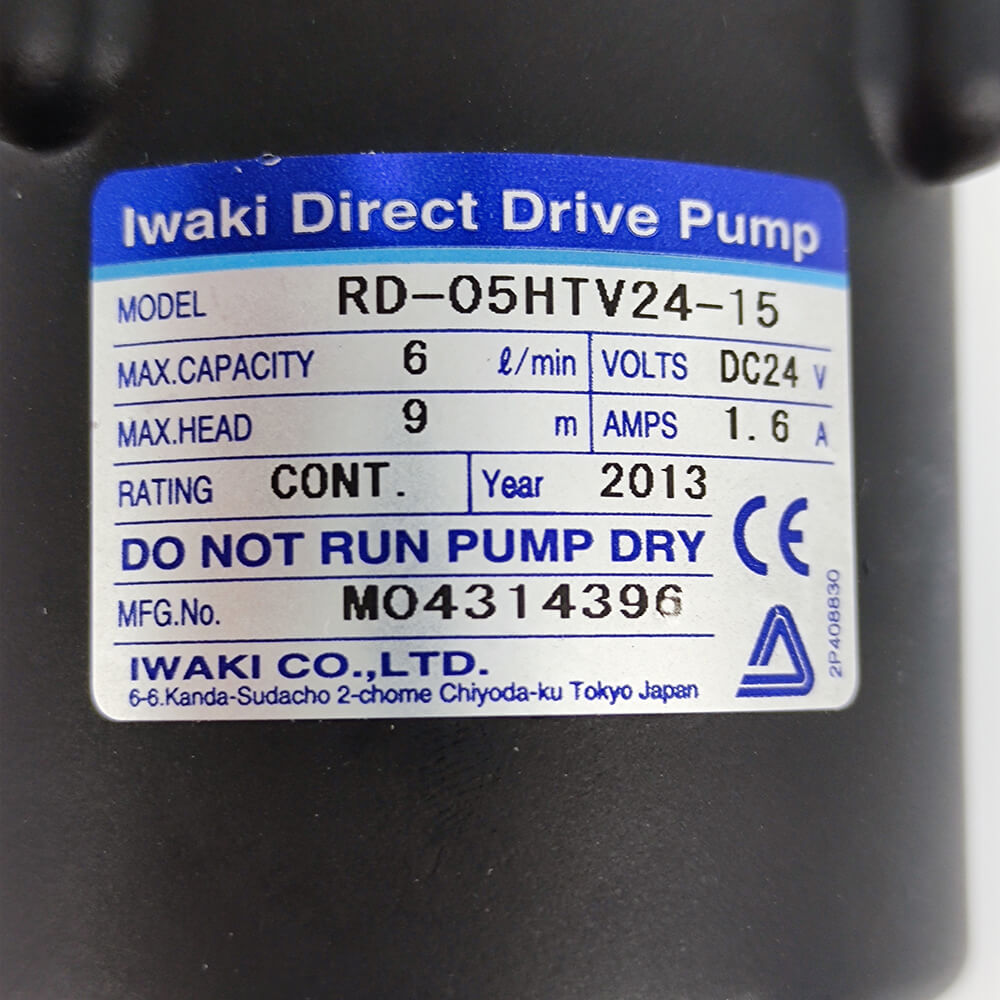 Iwaki Direct Drive Pump
MODEL RD-05HTV24-15
MAX.CAPACITY 6 ℓ/min VOLTS DC24 V
MAX.HEAD 9 m AMPS 1.6 A
RATING CONT. Year 2013
DO NOT RUN PUMP DRY CE
MFG.No. M04314396
IWAKI CO.,LTD.
6-6.Kanda-Sudacho 2-chome Chiyoda-ku Tokyo Japan
2P408830